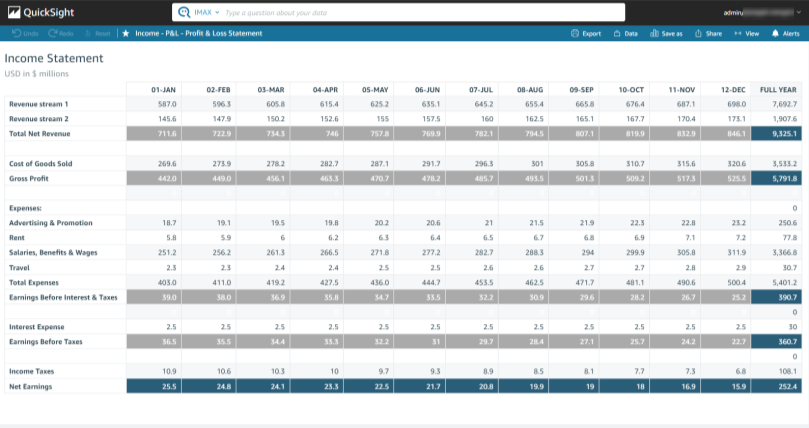 QuickSight IMAX Type a question about your data admin/
Undo Redo Reset Income - P&L - Profit & Loss Statement Export Data Save as Share View Alerts
Income Statement
USD in $ millions
01-JAN 02-FEB 03-MAR 04-APR 05-MAY 06-JUN 07-JUL 08-AUG 09-SEP 10-OCT 11-NOV 12-DEC FULL YEAR
Revenue stream 1 587.0 596.3 605.8 615.4 625.2 635.1 645.2 655.4 665.8 676.4 687.1 698.0 7,692.7
Revenue stream 2 145.6 147.9 150.2 152.6 155 157.5 160 162.5 165.1 167.7 170.4 173.1 1,907.6
Total Net Revenue 711.6 722.9 734.3 746 757.8 769.9 782.1 794.5 807.1 819.9 832.9 846.1 9,325.1
Cost of Goods Sold 269.6 273.9 278.2 282.7 287.1 291.7 296.3 301 305.8 310.7 315.6 320.6 3,533.2
Gross Profit 442.0 449.0 456.1 463.3 470.7 478.2 485.7 493.5 501.3 509.2 517.3 525.5 5,791.8
Expenses: 0
Advertising & Promotion 18.7 19.1 19.5 19.8 20.2 20.6 21 21.5 21.9 22.3 22.8 23.2 250.6
Rent 5.8 5.9 6 6.2 6.3 6.4 6.5 6.7 6.8 6.9 7.1 7.2 77.8
Salaries, Benefits & Wages 251.2 256.2 261.3 266.5 271.8 277.2 282.7 288.3 294 299.9 305.8 311.9 3,366.8
Travel 2.3 2.3 2.4 2.4 2.5 2.5 2.6 2.6 2.7 2.7 2.8 2.9 30.7
Total Expenses 403.0 411.0 419.2 427.5 436.0 444.7 453.5 462.5 471.7 481.1 490.6 500.4 5,401.2
Earnings Before Interest & Taxes 39.0 38.0 36.9 35.8 34.7 33.5 32.2 30.9 29.6 28.2 26.7 25.2 390.7
0
Interest Expense 2.5 2.5 2.5 2.5 2.5 2.5 2.5 2.5 2.5 2.5 2.5 2.5 30
Earnings Before Taxes 36.5 35.5 34.4 33.3 32.2 31 29.7 28.4 27.1 25.7 24.2 22.7 360.7
0
Income Taxes 10.9 10.6 10.3 10 9.7 9.3 8.9 8.5 8.1 7.7 7.3 6.8 108.1
Net Earnings 25.5 24.8 24.1 23.3 22.5 21.7 20.8 19.9 19 18 16.9 15.9 252.4